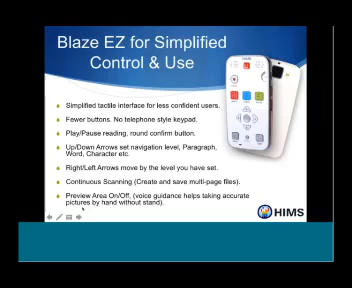 Blaze EZ for Simplified
Control & Use
Simplified tactile interface for less confident users.
Fewer buttons. No telephone style keypad.
Play/Pause reading, round confirm button.
Up/Down Arrows set navigation level, Paragraph,
Word, Character etc.
Right/Left Arrows move by the level you have set.
Continuous Scanning (Create and save multi-page files).
Preview Area On/Off, (voice guidance helps taking accurate
pictures by hand without stand).
HIMS
HIMS